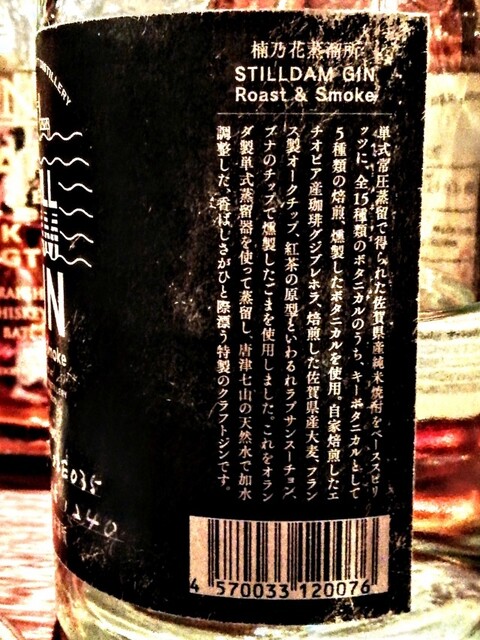 楠乃花蒸溜所
STILLDAM GIN
Roast & Smoke
単式常圧蒸留で得られた佐賀県産純米焼酎をベーススピリ
ッツに、全15種類のボタニカルのうち、キーボタニカルとして
5種類の焙煎、燻製したボタニカルを使用。自家焙煎したエ
チオピア産珈琲グジブレホラ、焙煎した佐賀県産大麦、フラン
ス製オークチップ、紅茶の原型といわれるラプサンスーチョン、
ブナのチップで燻製したごまを使用しました。これをオラン
ダ製単式蒸留器を使って蒸留し、唐津七山の天然水で加水
調整した、香ばしさがひと際漂う特製のクラフトジンです。
4 570033 120076